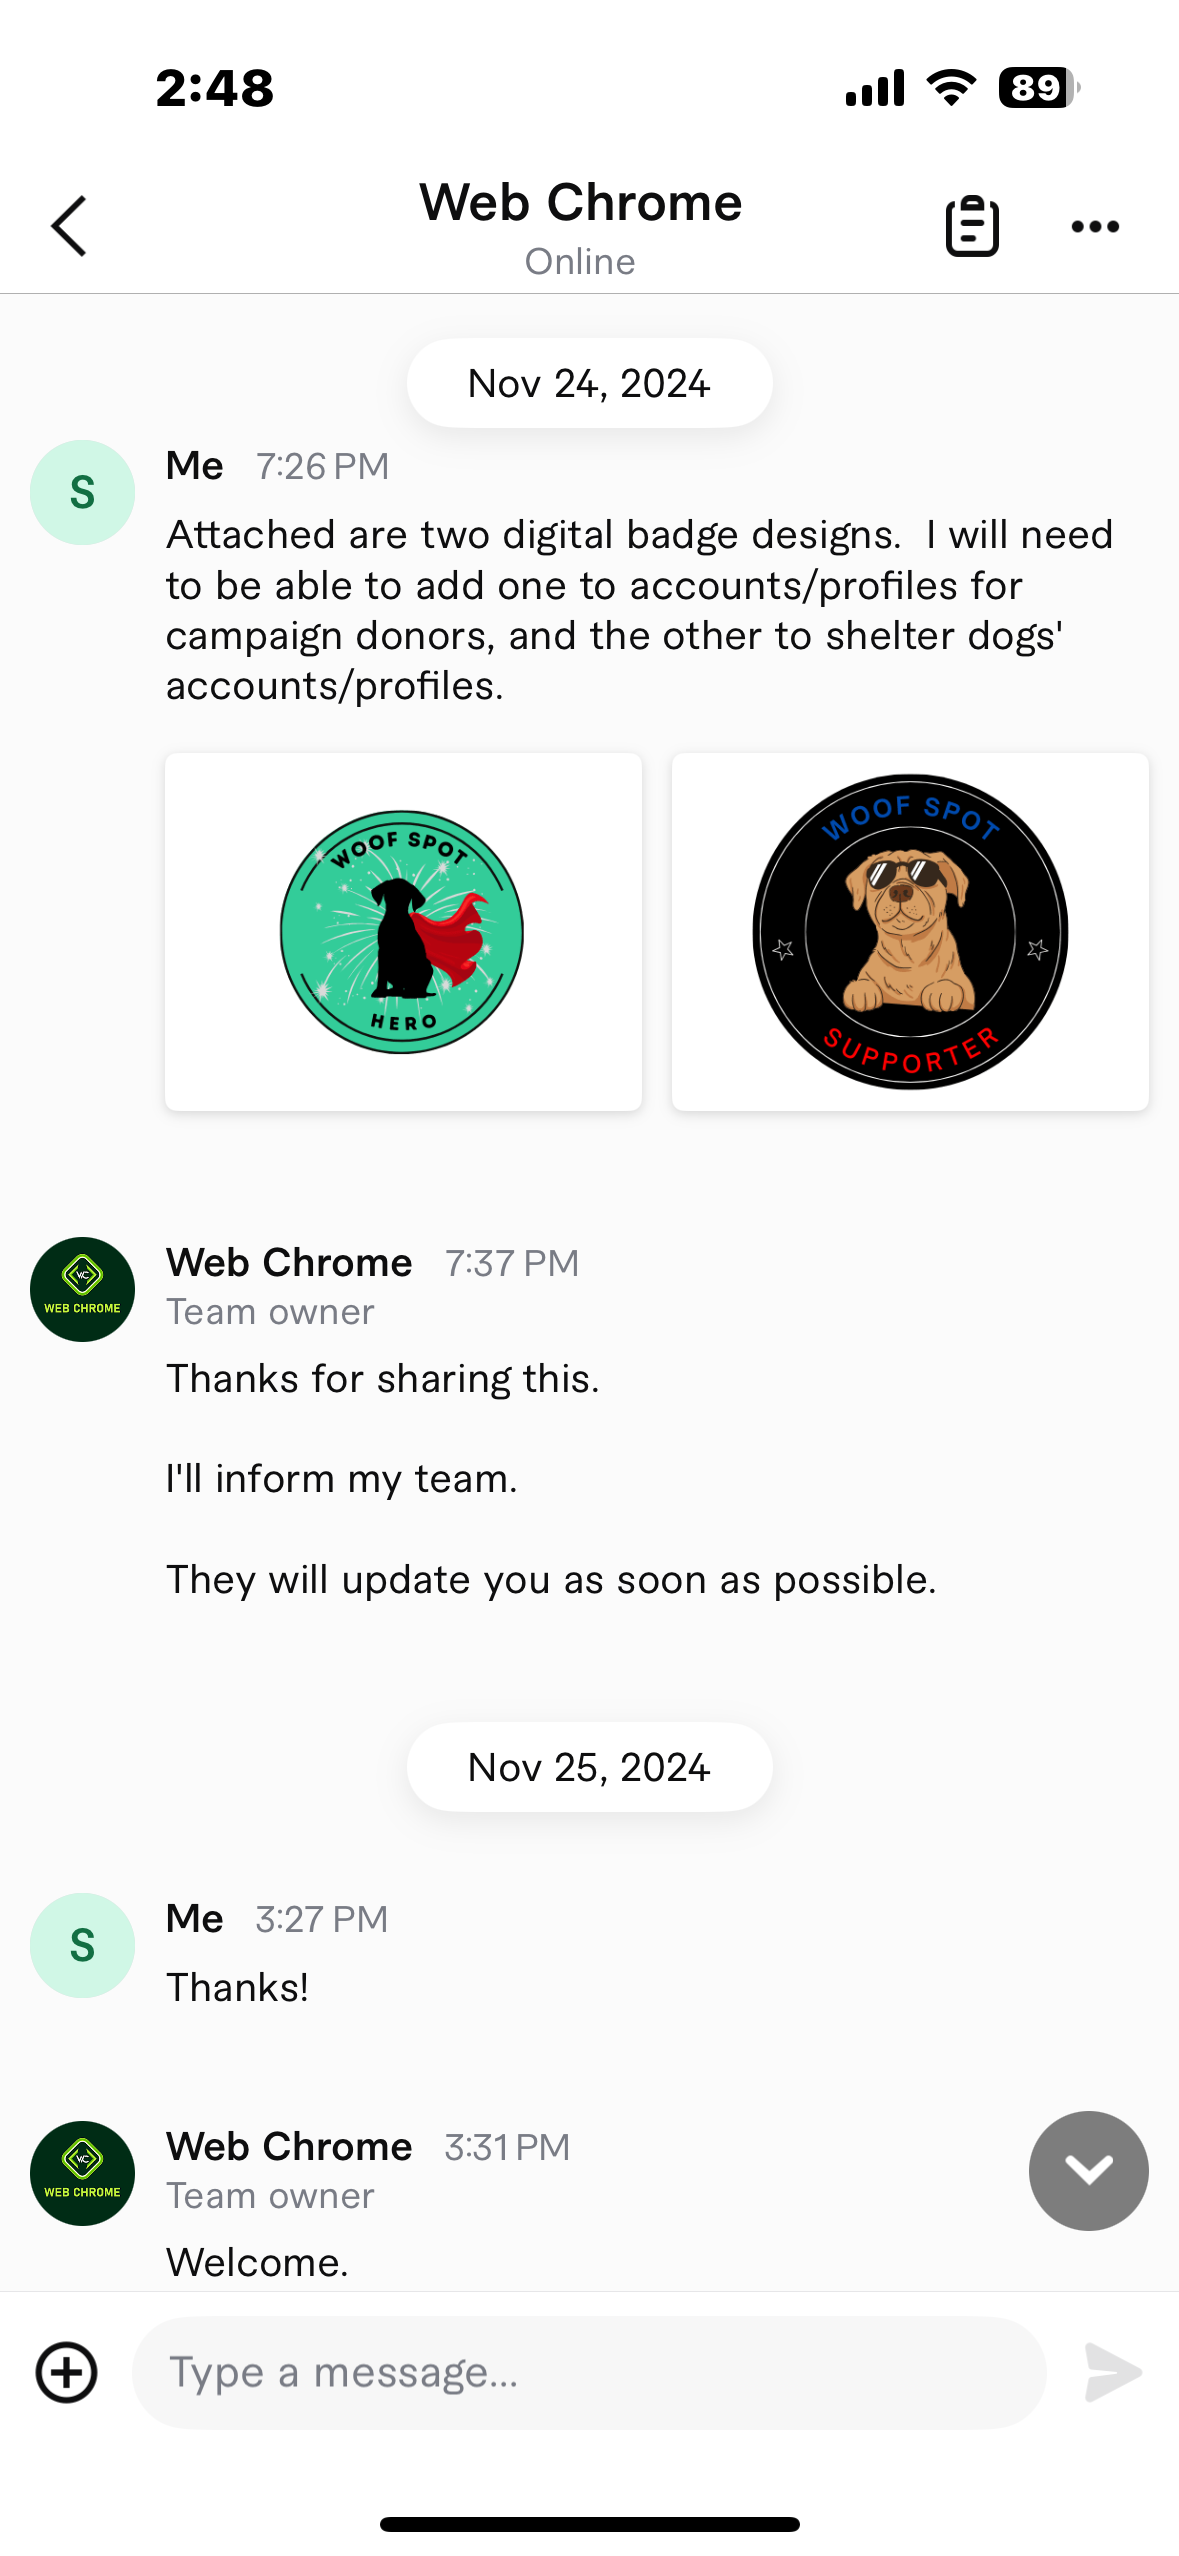 2:48
89
Web Chrome
Online
Nov 24, 2024
S
Me 7:26 PM
Attached are two digital badge designs.  I will need
to be able to add one to accounts/profiles for
campaign donors, and the other to shelter dogs'
accounts/profiles.
WOOF SPOT
HERO
WOOF SPOT
SUPPORTER
WEB CHROME
Web Chrome 7:37 PM
Team owner
Thanks for sharing this.
I'll inform my team.
They will update you as soon as possible.
Nov 25, 2024
S
Me 3:27 PM
Thanks!
WEB CHROME
Web Chrome 3:31 PM
Team owner
Welcome.
Type a message...